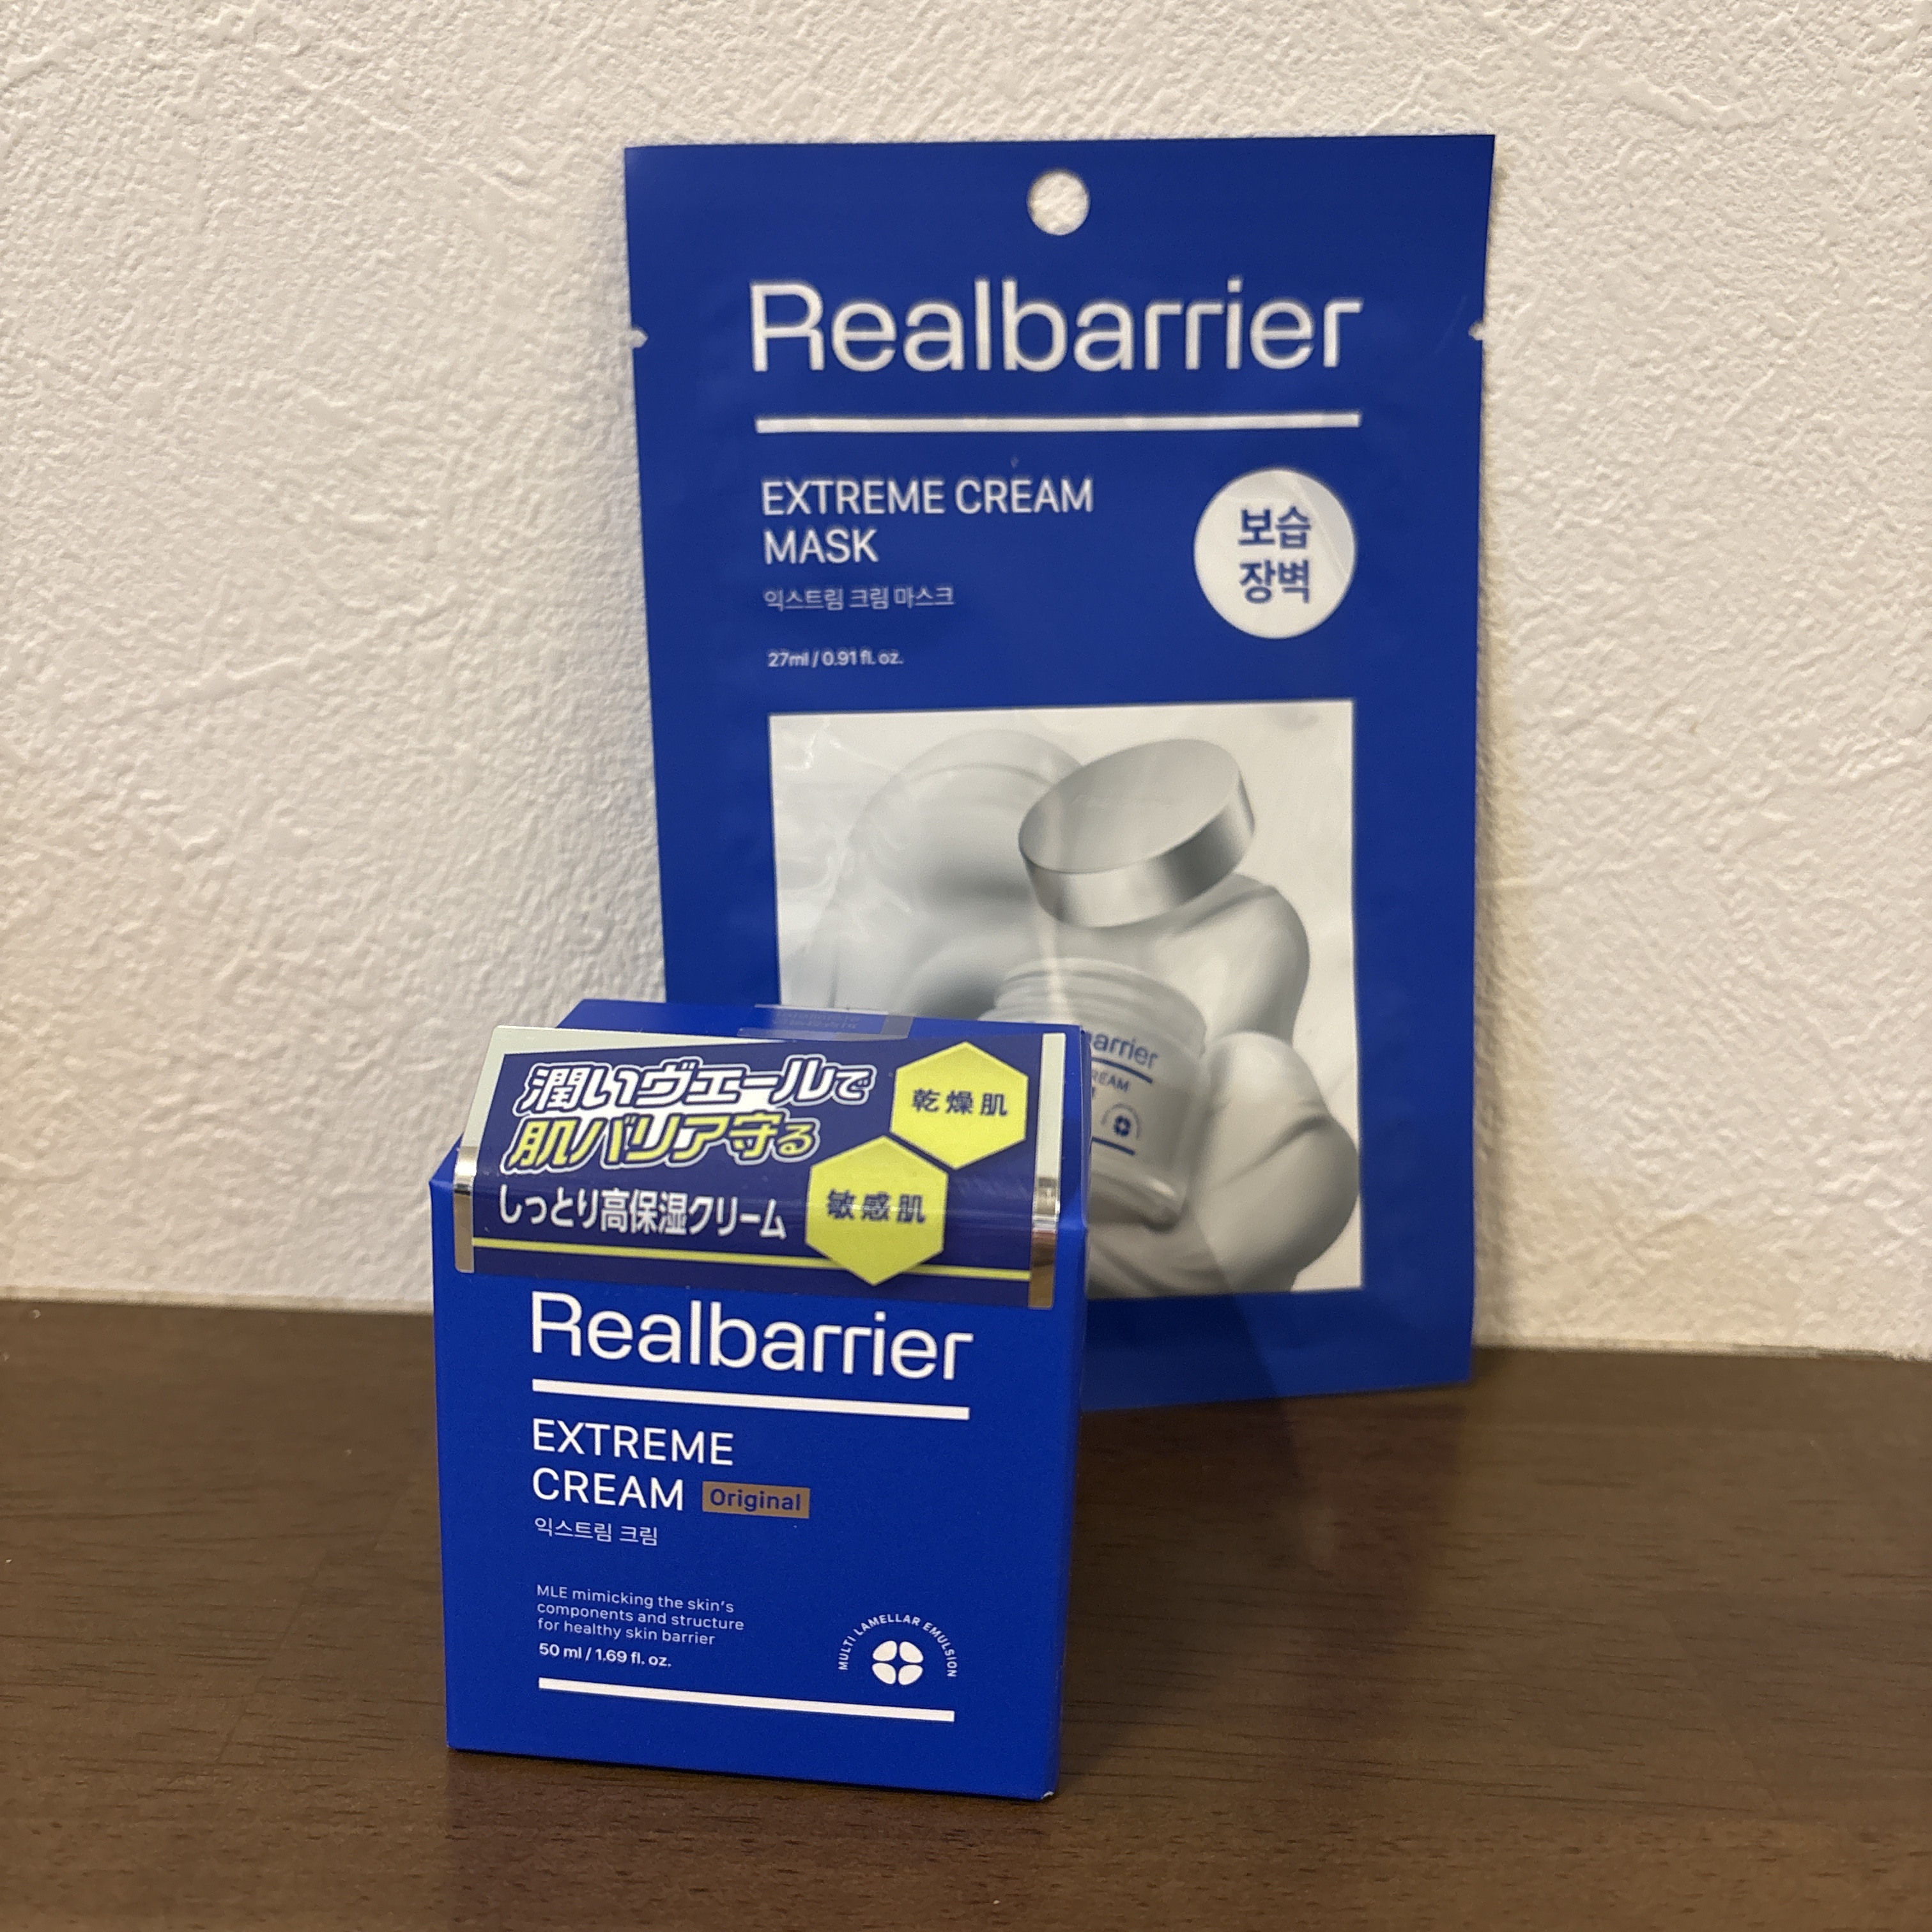 Realbarrier
EXTREME CREAM
MASK
익스트림 크림 마스크
27ml / 0.91 fl. oz.
보습
장벽
arrier
REAM
潤いヴェールで
肌バリア守る
しっとり高保湿クリーム
乾燥肌
敏感肌
Realbarrier
EXTREME
CREAM Original
익스트림 크림
MLE mimicking the skin's
components and structure
for healthy skin barrier
50 ml / 1.69 fl. oz.
MULTI LAMELLAR EMULSION